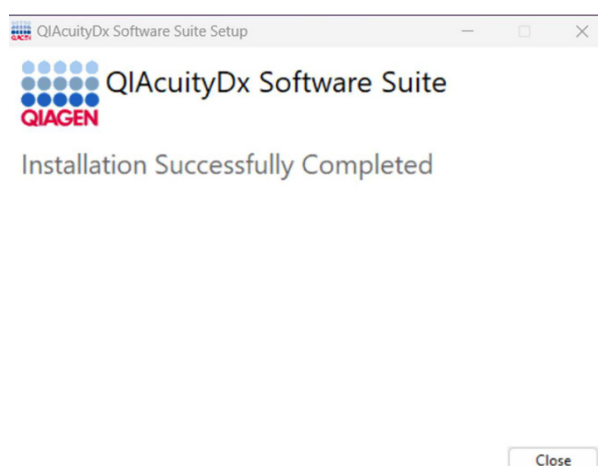 QIAcuityDx Software Suite Setup
QIAcuityDx Software Suite
QIAGEN
Installation Successfully Completed
Close